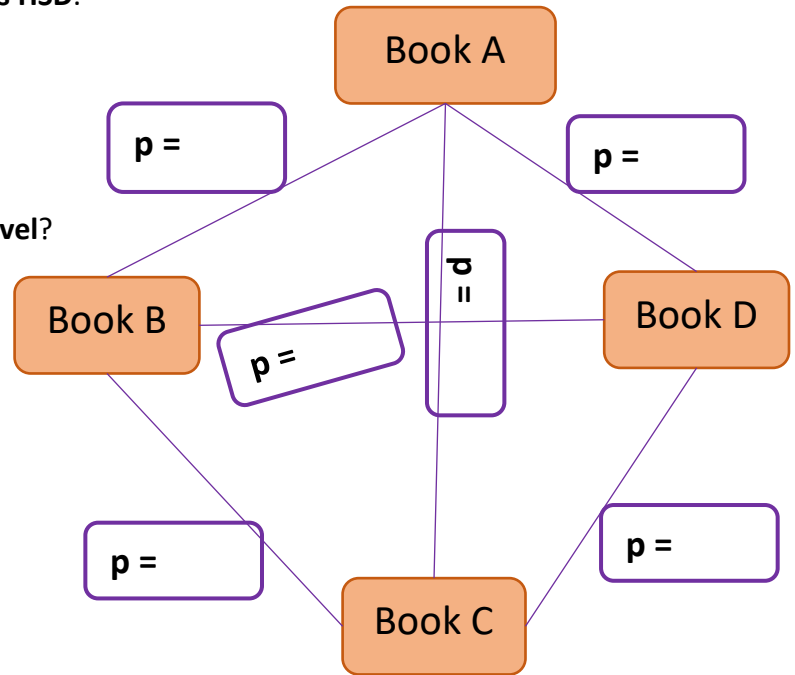 HSD?
Book A
p =
p =
vel?
p =
Book B
Book D
p =
p =
p =
Book C